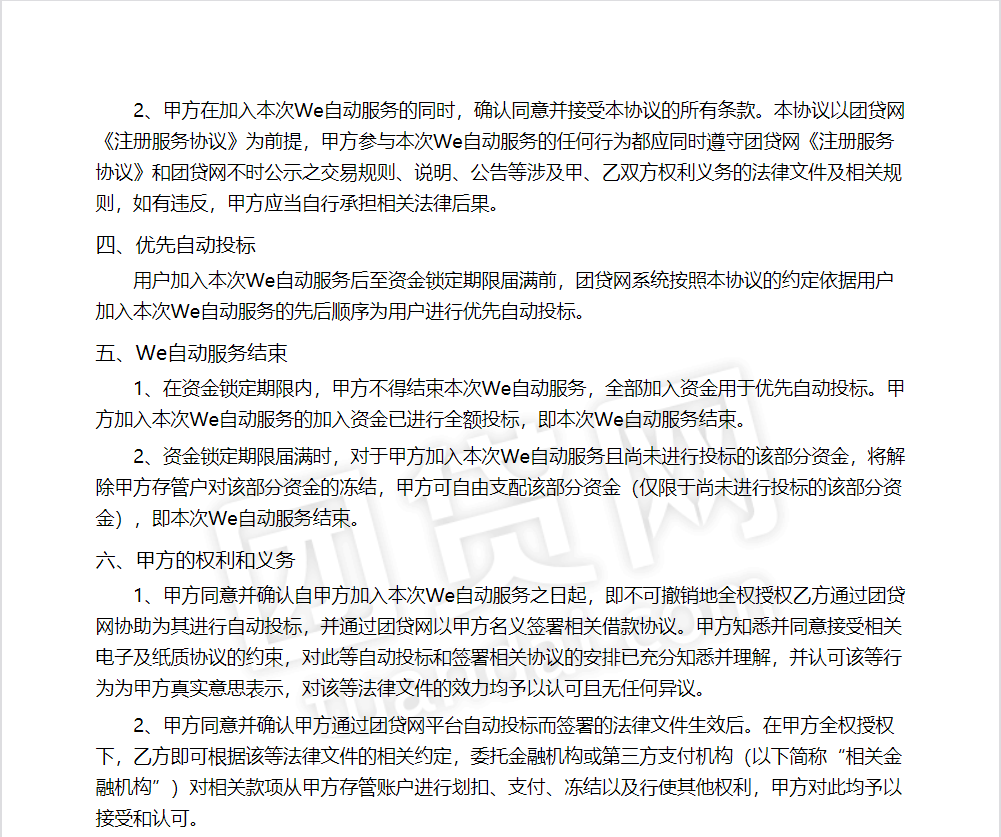 2、甲方在加入本次We自动服务的同时，确认同意并接受本协议的所有条款。本协议以团贷网
《注册服务协议》为前提，甲方参与本次We自动服务的任何行为都应同时遵守团贷网《注册服务
协议》和团贷网不时公示之交易规则、说明、公告等涉及甲、乙双方权利义务的法律文件及相关规
则，如有违反，甲方应当自行承担相关法律后果。
四、优先自动投标
用户加入本次We自动服务后至资金锁定期限届满前，团贷网系统按照本协议的约定依据用户
加入本次We自动服务的先后顺序为用户进行优先自动投标。
五、We自动服务结束
1、在资金锁定期限内，甲方不得结束本次We自动服务，全部加入资金用于优先自动投标。甲
方加入本次We自动服务的加入资金已进行全额投标，即本次We自动服务结束。
2、资金锁定期限届满时，对于甲方加入本次We自动服务且尚未进行投标的该部分资金，将解
除甲方存管户对该部分资金的冻结，甲方可自由支配该部分资金（仅限于尚未进行投标的该部分资
金），即本次We自动服务结束。
六、甲方的权利和义务
1、甲方同意并确认自甲方加入本次We自动服务之日起，即不可撤销地全权授权乙方通过团贷
网协助为其进行自动投标，并通过团贷网以甲方名义签署相关借款协议。甲方知悉并同意接受相关
电子及纸质协议的约束，对此等自动投标和签署相关协议的安排已充分知悉并理解，并认可该等行
为为甲方真实意思表示，对该等法律文件的效力均予以认可且无任何异议。
2、甲方同意并确认甲方通过团贷网平台自动投标而签署的法律文件生效后。在甲方全权授权
下，乙方即可根据该等法律文件的相关约定，委托金融机构或第三方支付机构（以下简称“相关金
融机构”）对相关款项从甲方存管账户进行划扣、支付、冻结以及行使其他权利，甲方对此均予以
接受和认可。
团贷网